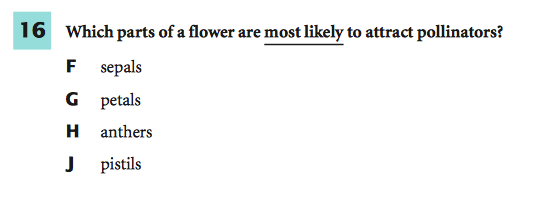 16 Which parts of a flower are most likely to attract pollinators?
F sepals
G petals
H anthers
J pistils